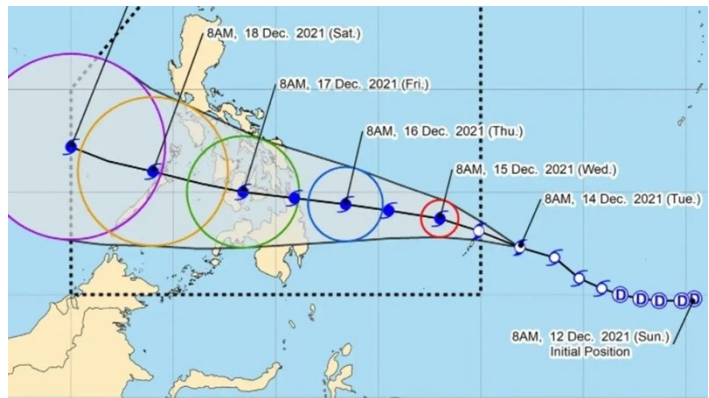 8AM, 18 Dec. 2021 (Sat.)
8AM, 17 Dec. 2021 (Fri.)
8AM, 16 Dec. 2021 (Thu.)
8AM, 15 Dec. 2021 (Wed.)
8AM, 14 Dec. 2021 (Tue.)
D D D D D
8AM, 12 Dec. 2021 (Sun.)
Initial Position